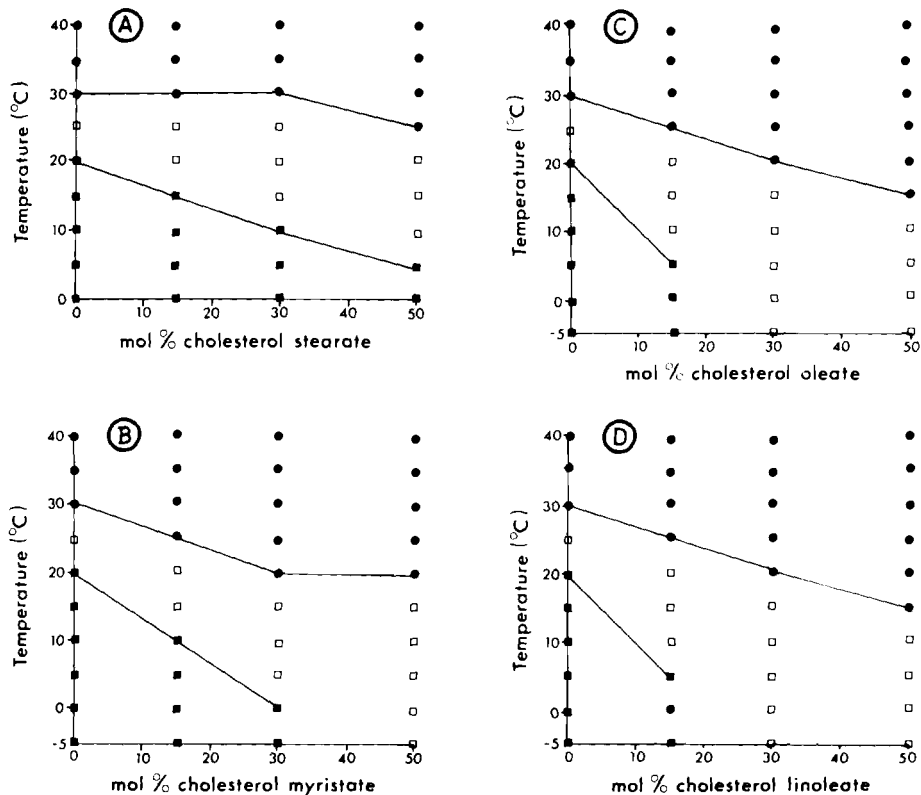 A
40
30
20
10
0
Temperature (°C)
0 10 20 30 40 50
mol % cholesterol stearate
C
40
30
20
10
0
-5
Temperature (°C)
0 10 20 30 40 50
mol % cholesterol oleate
B
40
30
20
10
0
-5
Temperature (°C)
0 10 20 30 40 50
mol % cholesterol myristate
D
40
30
20
10
0
-5
Temperature (°C)
0 10 20 30 40 50
mol % cholesterol linoleate